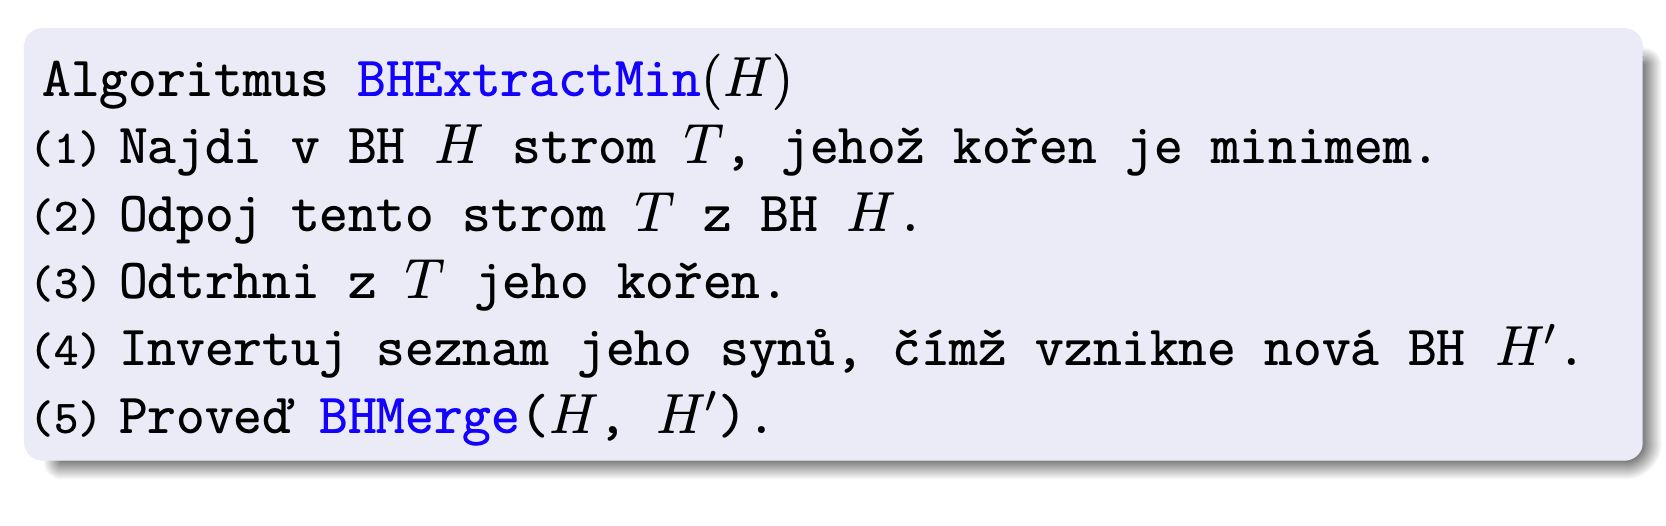 Algoritmus BHExtractMin(H)
(1) Najdi v BH H strom T, jehož kořen je minimem.
(2) Odpoj tento strom T z BH H.
(3) Odtrhni z T jeho kořen.
(4) Invertuj seznam jeho synů, čímž vznikne nová BH H′.
(5) Proveď BHMerge(H, H′).